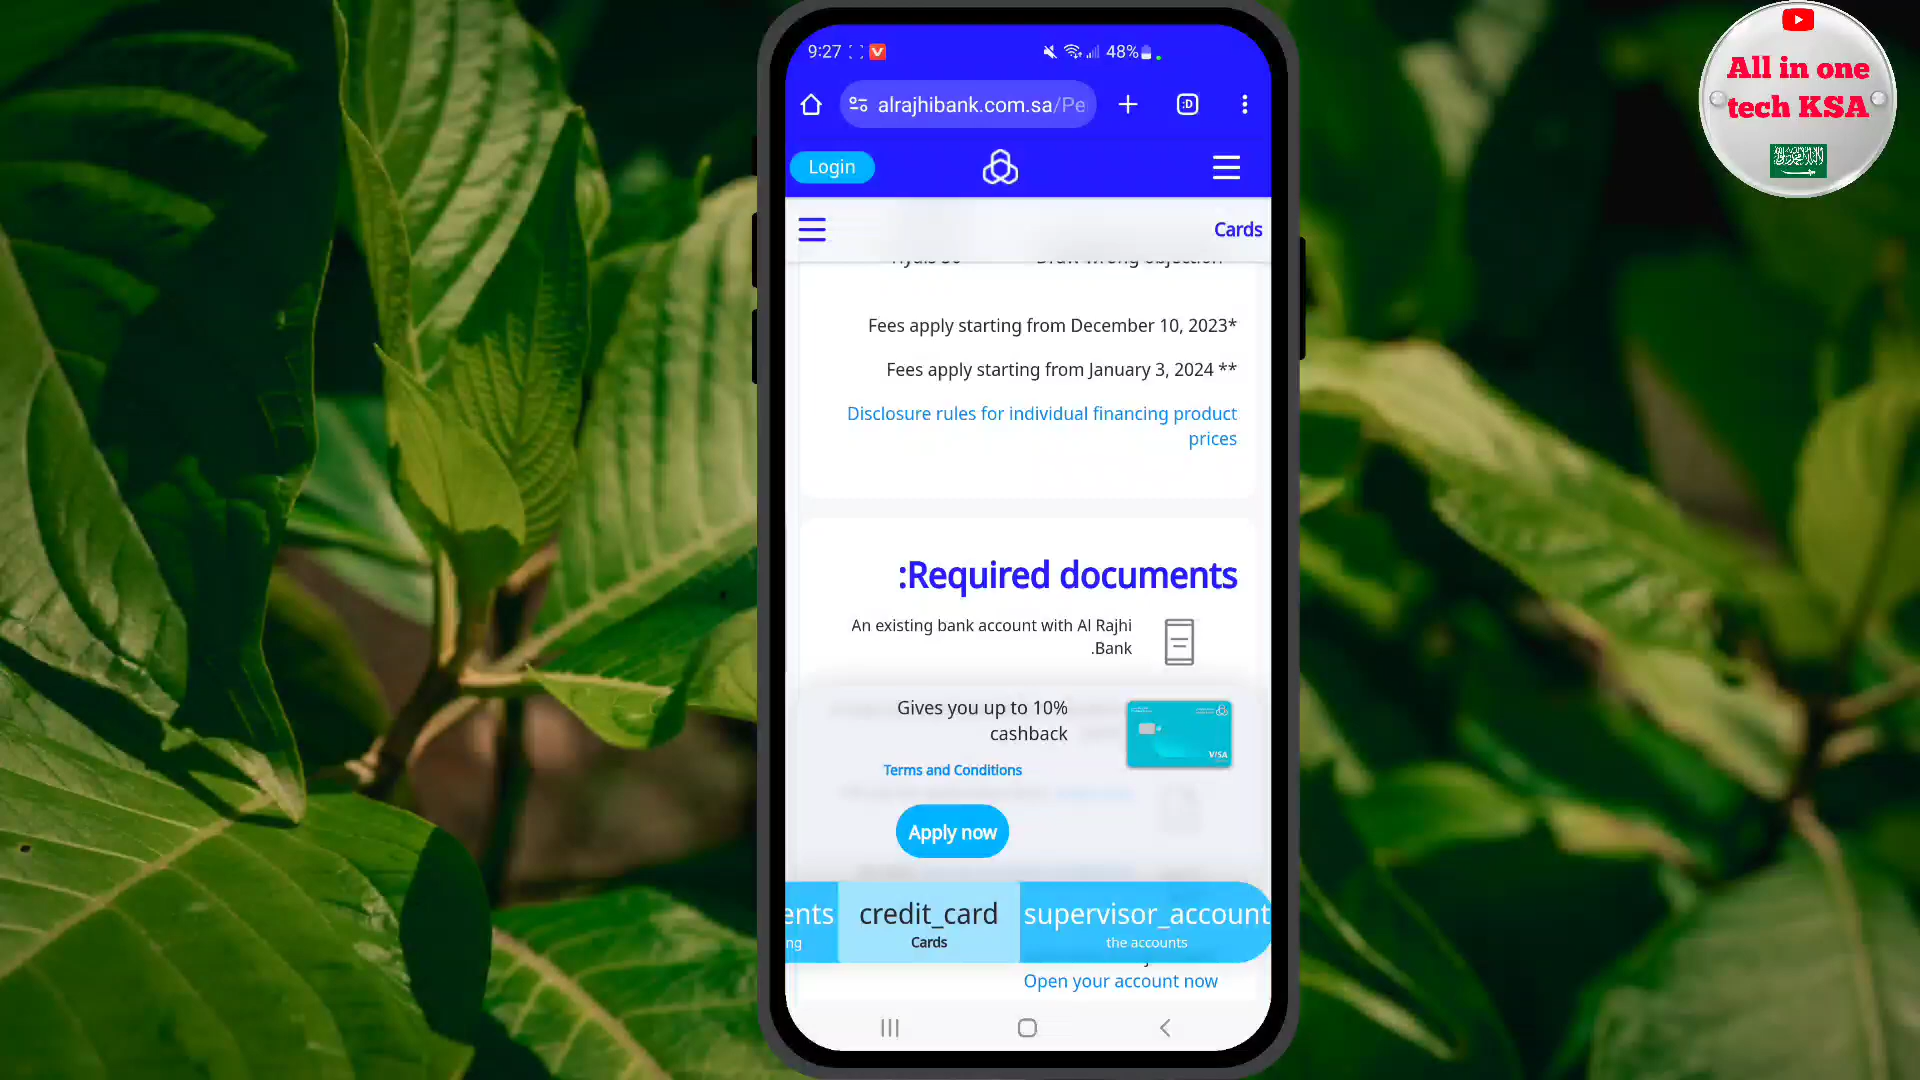 All in one
tech KSA
9:27
48%
alrajhibank.com.sa/Pe
:D
Login
Cards
Fees apply starting from December 10, 2023*
Fees apply starting from January 3, 2024 **
Disclosure rules for individual financing product
prices
:Required documents
An existing bank account with Al Rajhi
.Bank
Gives you up to 10%
cashback
VISA
Terms and Conditions
Apply now
ents credit_card supervisor_account
ng Cards the accounts
Open your account now